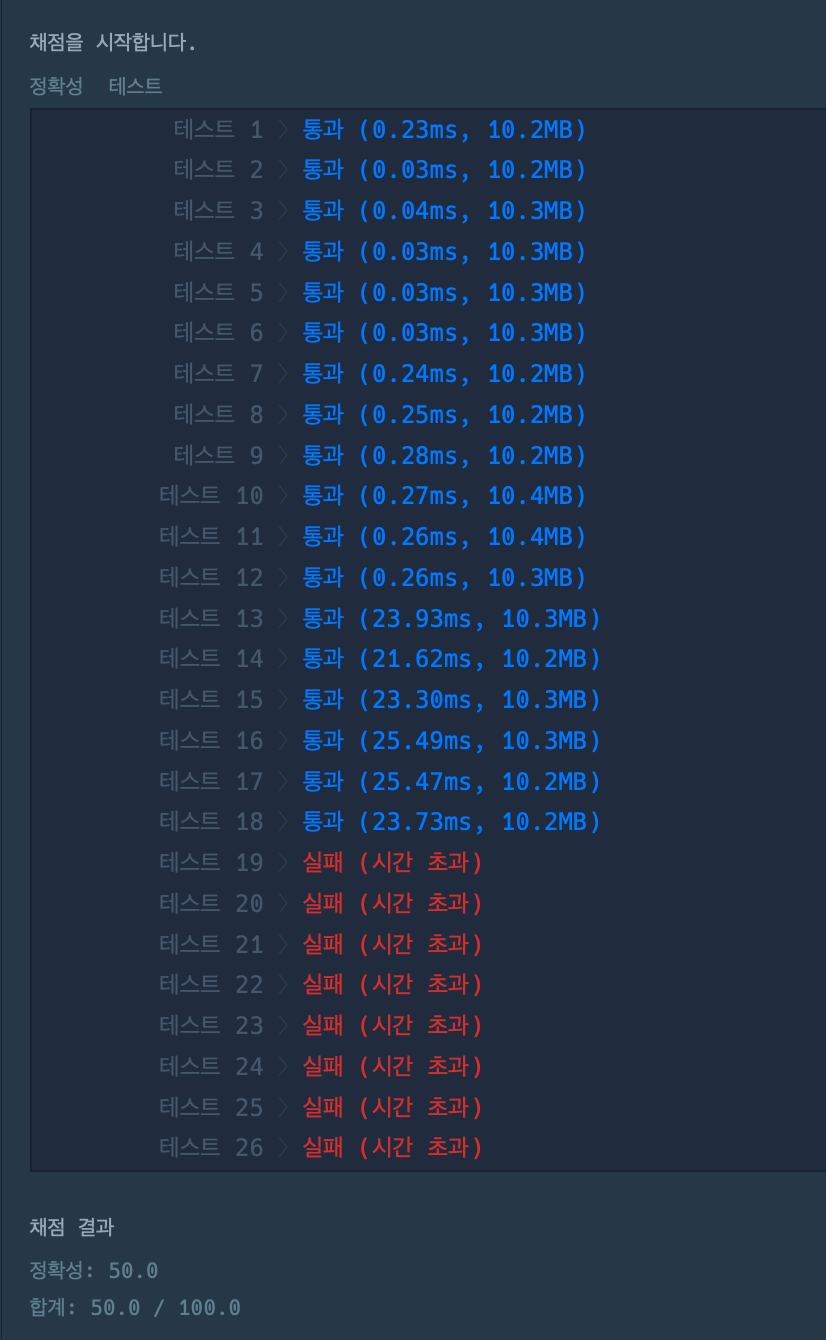 채점을 시작합니다.
정확성 테스트
테스트 1 > 통과 (0.23ms, 10.2MB)
테스트 2 > 통과 (0.03ms, 10.2MB)
테스트 3 > 통과 (0.04ms, 10.3MB)
테스트 4 > 통과 (0.03ms, 10.3MB)
테스트 5 > 통과 (0.03ms, 10.3MB)
테스트 6 > 통과 (0.03ms, 10.3MB)
테스트 7 > 통과 (0.24ms, 10.2MB)
테스트 8 > 통과 (0.25ms, 10.2MB)
테스트 9 > 통과 (0.28ms, 10.2MB)
테스트 10 > 통과 (0.27ms, 10.4MB)
테스트 11 > 통과 (0.26ms, 10.4MB)
테스트 12 > 통과 (0.26ms, 10.3MB)
테스트 13 > 통과 (23.93ms, 10.3MB)
테스트 14 > 통과 (21.62ms, 10.2MB)
테스트 15 > 통과 (23.30ms, 10.3MB)
테스트 16 > 통과 (25.49ms, 10.3MB)
테스트 17 > 통과 (25.47ms, 10.2MB)
테스트 18 > 통과 (23.73ms, 10.2MB)
테스트 19 > 실패 (시간 초과)
테스트 20 > 실패 (시간 초과)
테스트 21 > 실패 (시간 초과)
테스트 22 > 실패 (시간 초과)
테스트 23 > 실패 (시간 초과)
테스트 24 > 실패 (시간 초과)
테스트 25 > 실패 (시간 초과)
테스트 26 > 실패 (시간 초과)
채점 결과
정확성: 50.0
합계: 50.0 / 100.0